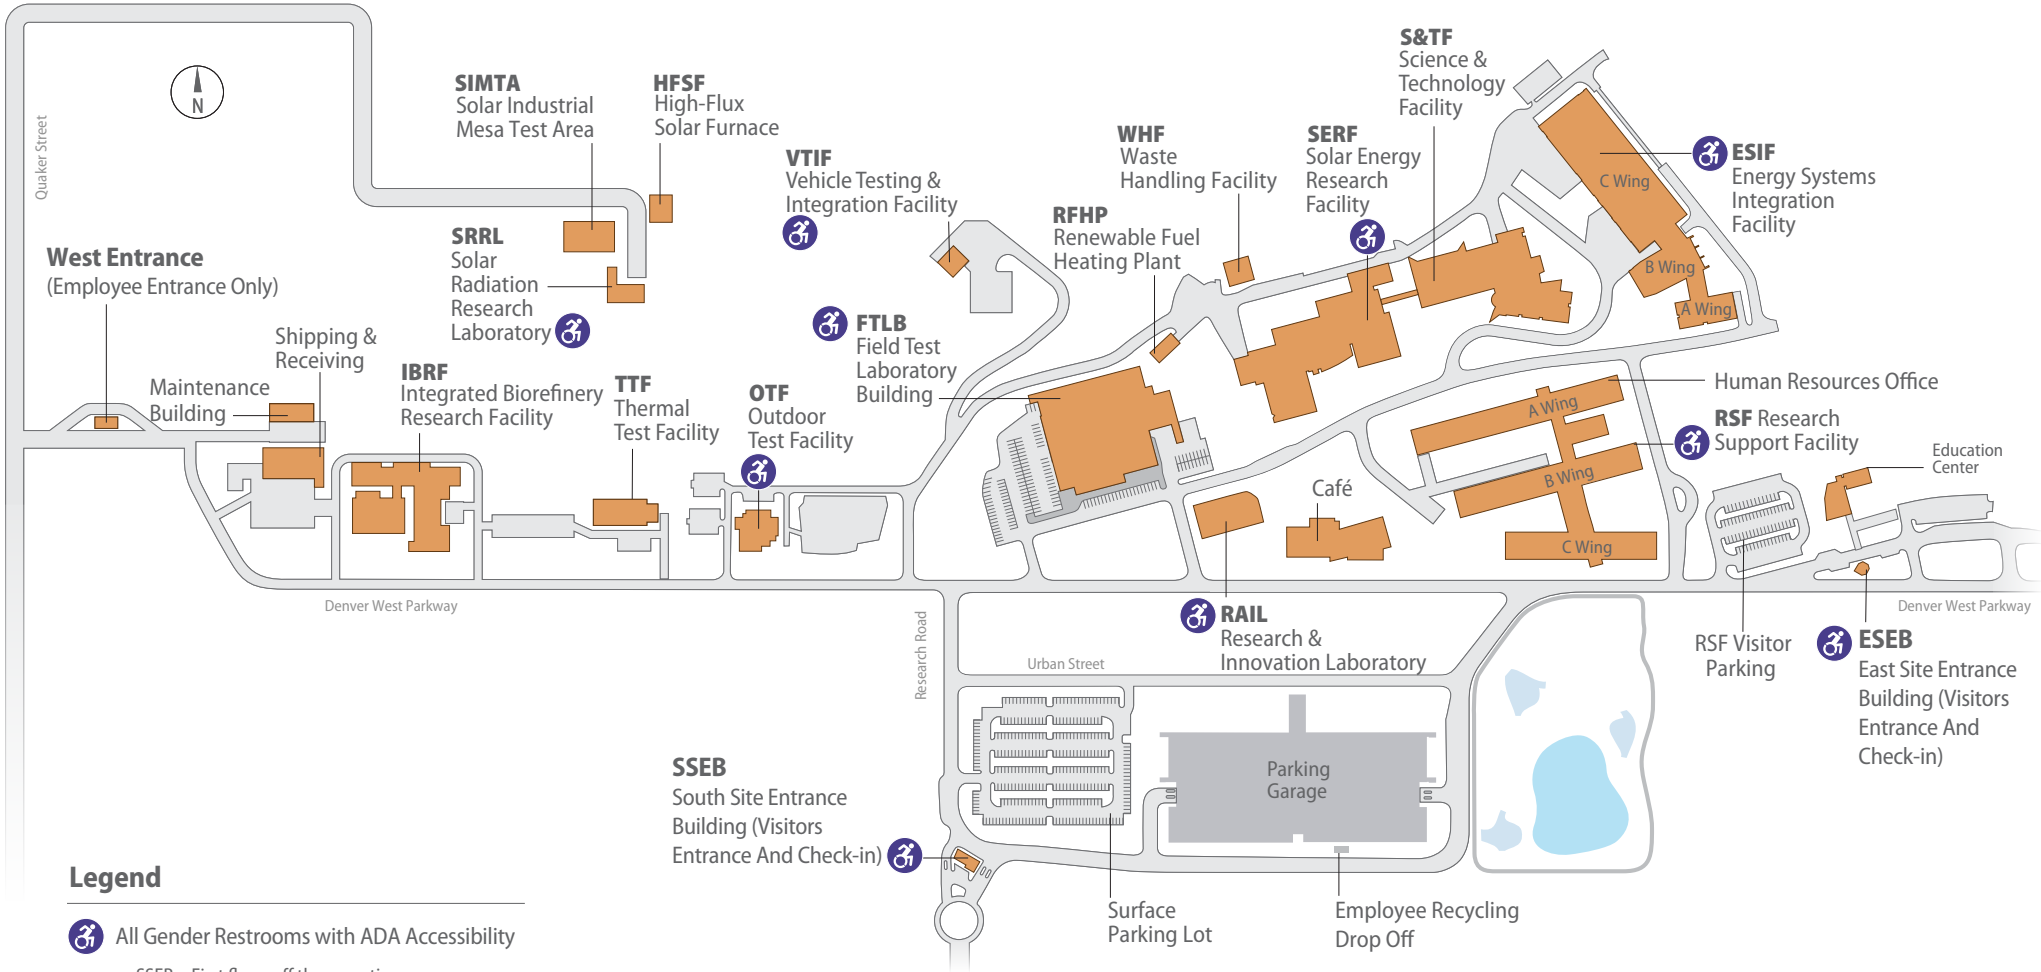 S&TF
Science &
Technology
Facility
SIMTA
Solar Industrial
Mesa Test Area
HFSF
High-Flux
Solar Furnace
N
Quaker Street
VTIF
Vehicle Testing &
Integration Facility
WHF
Waste
Handling Facility
SERF
Solar Energy
Research
Facility
ESIF
Energy Systems
Integration
Facility
C Wing
B Wing
A Wing
RFHP
Renewable Fuel
Heating Plant
SRRL
Solar
Radiation
Research
Laboratory
West Entrance
(Employee Entrance Only)
Shipping &
Receiving
Maintenance
Building
IBRF
Integrated Biorefinery
Research Facility
TTF
Thermal
Test Facility
OTF
Outdoor
Test Facility
FTLB
Field Test
Laboratory
Building
Human Resources Office
A Wing
RSF Research
Support Facility
B Wing
C Wing
Education
Center
Café
Denver West Parkway
Research Road
RAIL
Research &
Innovation Laboratory
Urban Street
RSF Visitor
Parking
Denver West Parkway
ESEB
East Site Entrance
Building (Visitors
Entrance And
Check-in)
SSEB
South Site Entrance
Building (Visitors
Entrance And Check-in)
Parking
Garage
Surface
Parking Lot
Employee Recycling
Drop Off
Legend
All Gender Restrooms with ADA Accessibility